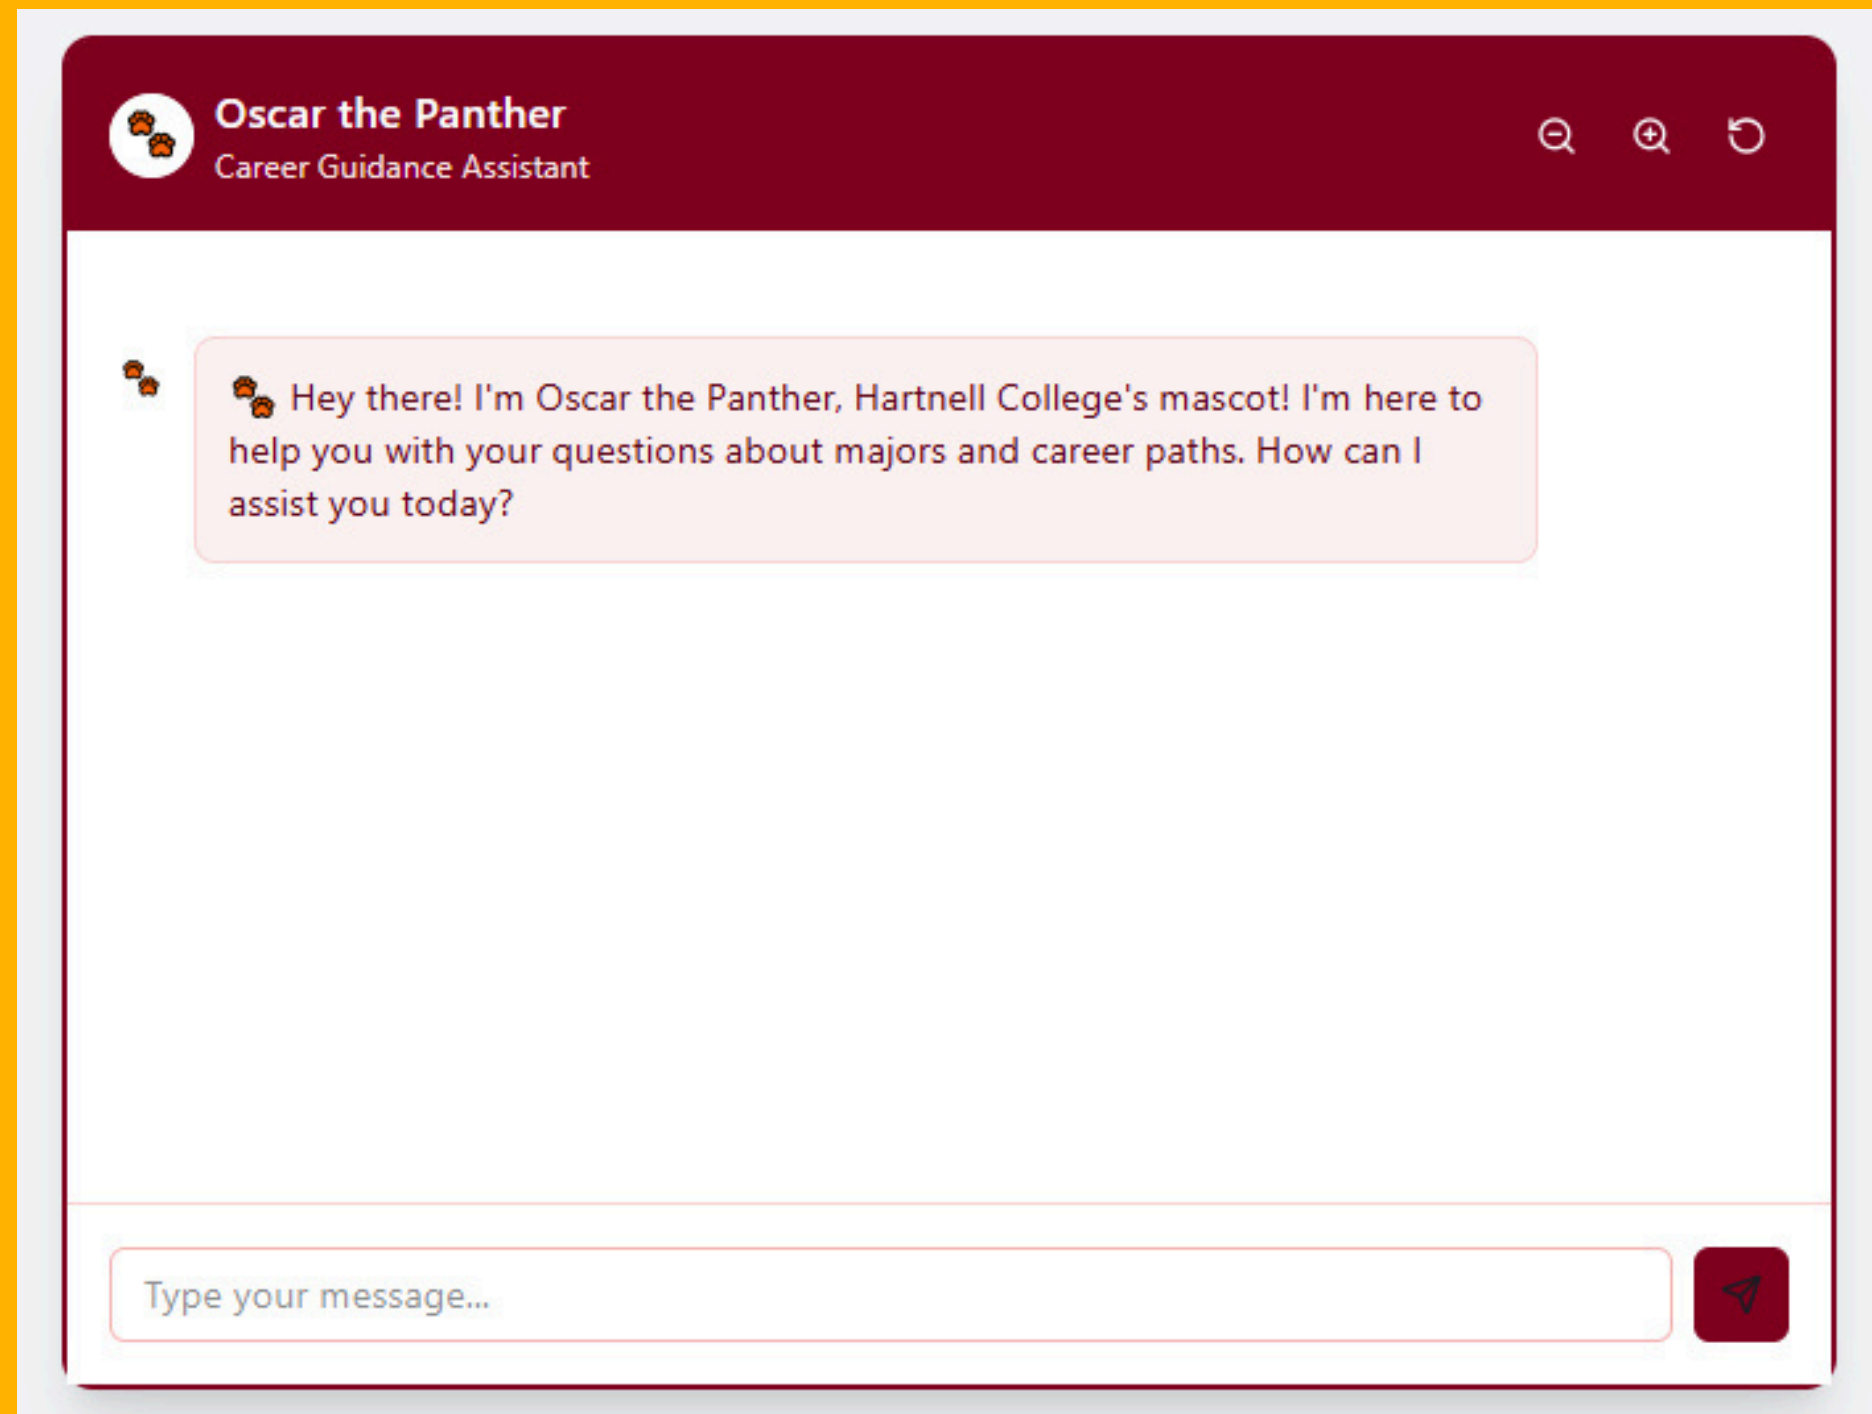 Oscar the Panther
Career Guidance Assistant
🐾 Hey there! I'm Oscar the Panther, Hartnell College's mascot! I'm here to
help you with your questions about majors and career paths. How can I
assist you today?
Type your message...